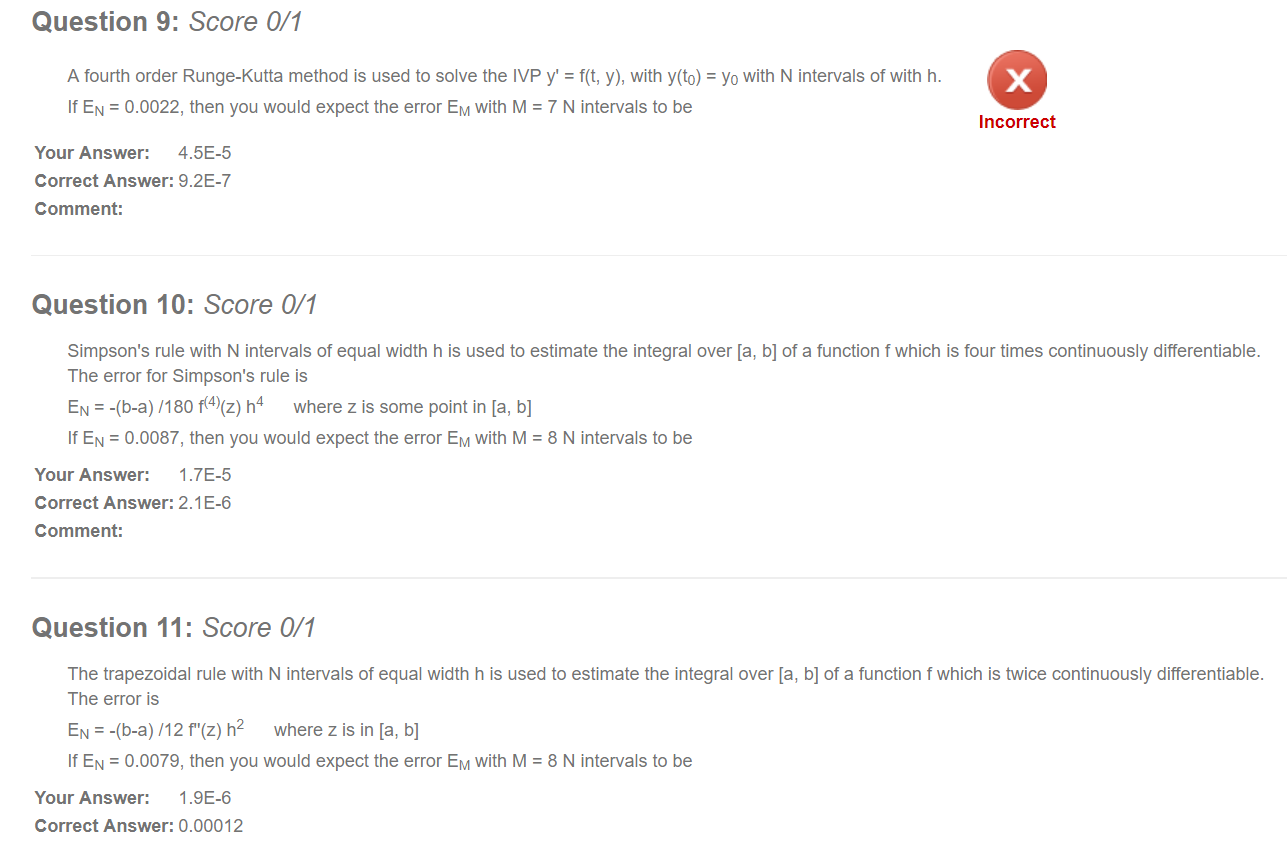 Question 9: Score 0/1
A fourth order Runge-Kutta method is used to solve the IVP y' = f(t, y), with y(t0) = y0 with N intervals of with h.
If EN = 0.0022, then you would expect the error EM with M = 7 N intervals to be
Incorrect
Your Answer: 4.5E-5
Correct Answer: 9.2E-7
Comment:
Question 10: Score 0/1
Simpson's rule with N intervals of equal width h is used to estimate the integral over [a, b] of a function f which is four times continuously differentiable.
The error for Simpson's rule is
EN = -(b-a) /180 f(4)(z) h4 where z is some point in [a, b]
If EN = 0.0087, then you would expect the error EM with M = 8 N intervals to be
Your Answer: 1.7E-5
Correct Answer: 2.1E-6
Comment:
Question 11: Score 0/1
The trapezoidal rule with N intervals of equal width h is used to estimate the integral over [a, b] of a function f which is twice continuously differentiable.
The error is
EN = -(b-a) /12 f''(z) h2 where z is in [a, b]
If EN = 0.0079, then you would expect the error EM with M = 8 N intervals to be
Your Answer: 1.9E-6
Correct Answer: 0.00012